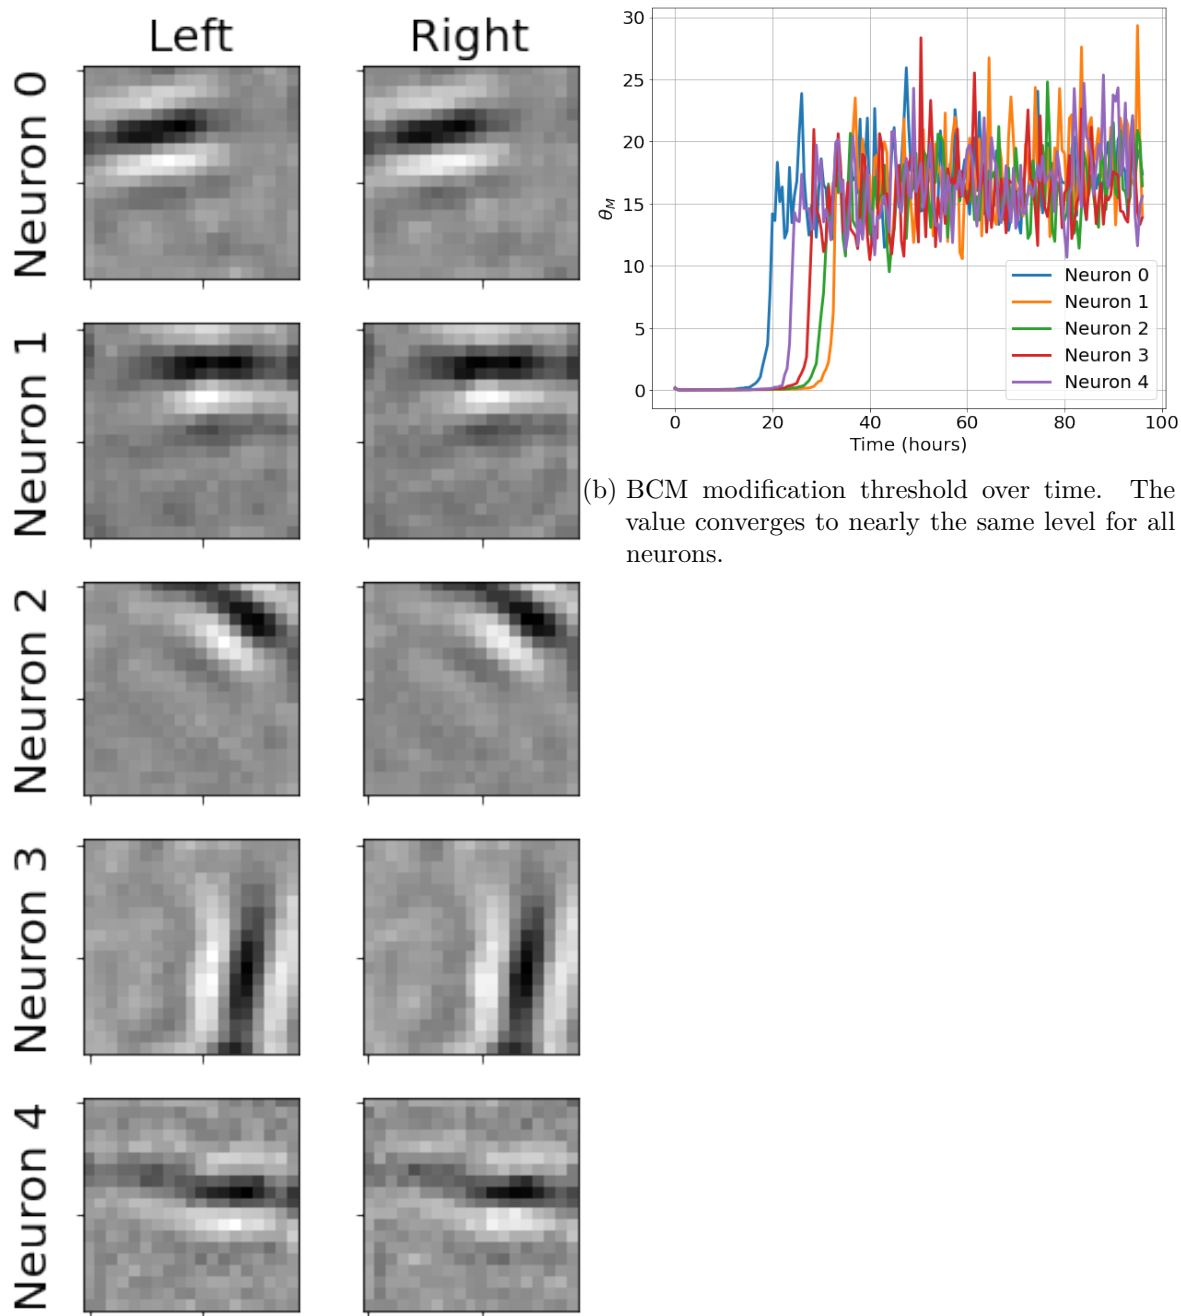 Left Right
Neuron 0
Neuron 1
Neuron 2
Neuron 3
Neuron 4
30
25
20
15
10
5
0
θM
0 20 40 60 80 100
Time (hours)
Neuron 0
Neuron 1
Neuron 2
Neuron 3
Neuron 4
(b) BCM modification threshold over time. The
value converges to nearly the same level for all
neurons.